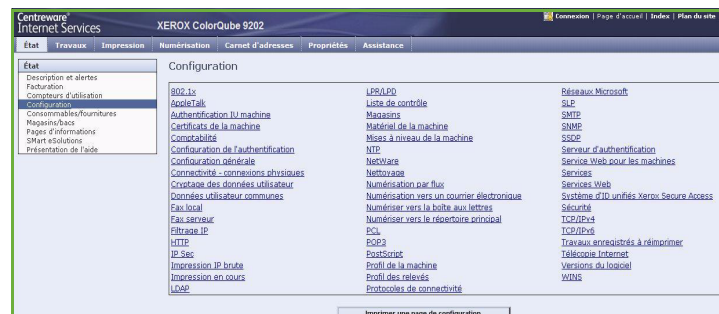 Centreware®
Internet Services
XEROX ColorQube 9202
Connexion | Page d'accueil | Index | Plan du site
État Travaux Impression Numérisation Carnet d'adresses Propriétés Assistance
État
Description et alertes
Facturation
Compteurs d'utilisation
Configuration
Consommables/fournitures
Magasins/bacs
Pages d'informations
SMart eSolutions
Présentation de l'aide
Configuration
802.1x
AppleTalk
Authentification IU machine
Certificats de la machine
Comptabilité
Configuration de l'authentification
Configuration générale
Connectivité - connexions physiques
Cryptage des données utilisateur
Données utilisateur communes
Fax local
Fax serveur
Filtrage IP
HTTP
IP Sec
Impression IP brute
Impression en cours
LDAP
LPR/LPD
Liste de contrôle
Magasins
Matériel de la machine
Mises à niveau de la machine
NTP
NetWare
Nettoyage
Numérisation par flux
Numérisation vers un courrier électronique
Numériser vers la boîte aux lettres
Numériser vers le répertoire principal
PCL
POP3
PostScript
Profil de la machine
Profil des relevés
Protocoles de connectivité
Réseaux Microsoft
SLP
SMTP
SNMP
SSDP
Serveur d'authentification
Service Web pour les machines
Services
Services Web
Système d'ID unifiés Xerox Secure Access
Sécurité
TCP/IPv4
TCP/IPv6
Travaux enregistrés à réimprimer
Télécopie Internet
Versions du logiciel
WINS
Imprimer une page de configuration